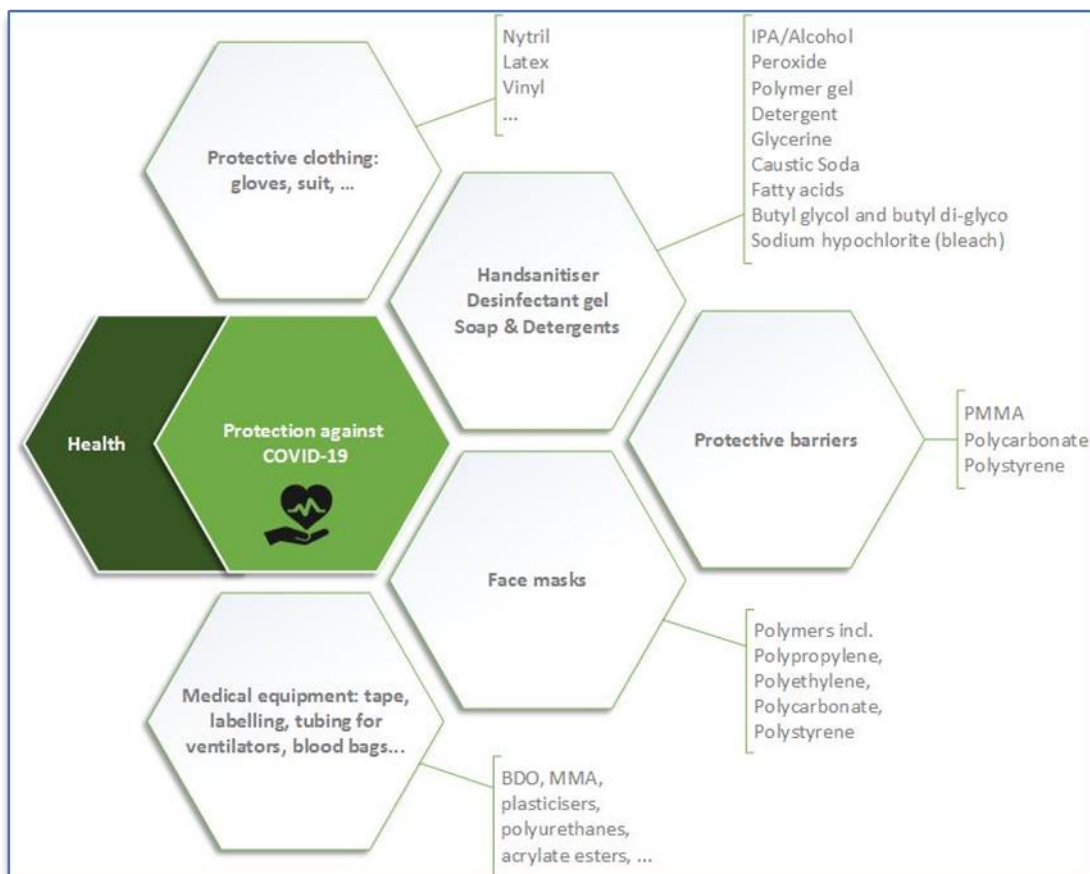 Nytril
Latex
Vinyl
...
IPA/Alcohol
Peroxide
Polymer gel
Detergent
Glycerine
Caustic Soda
Fatty acids
Butyl glycol and butyl di-glyco
Sodium hypochlorite (bleach)
Protective clothing:
gloves, suit, ...
Handsanitiser
Desinfectant gel
Soap & Detergents
Health
Protection against
COVID-19
Protective barriers
PMMA
Polycarbonate
Polystyrene
Face masks
Polymers incl.
Polypropylene,
Polyethylene,
Polycarbonate,
Polystyrene
Medical equipment: tape,
labelling, tubing for
ventilators, blood bags...
BDO, MMA,
plasticisers,
polyurethanes,
acrylate esters, ...